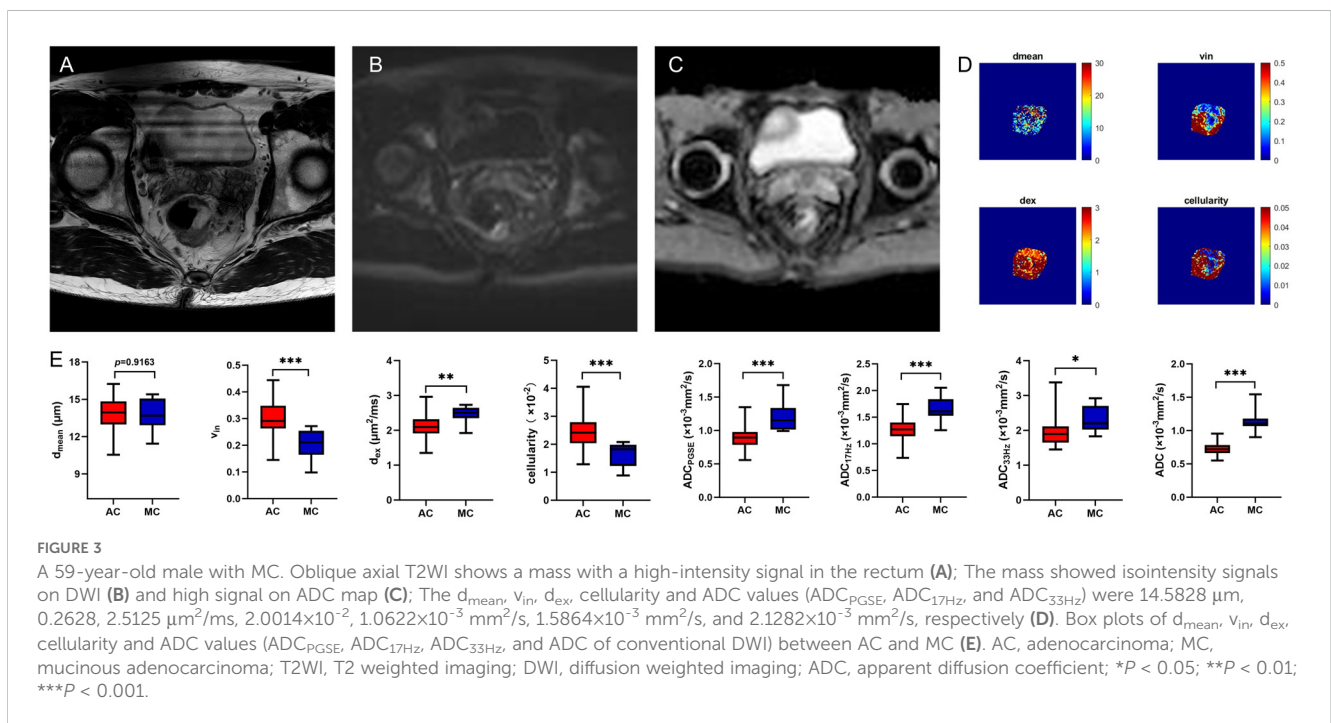 A
B
C
D
dmean
30
20
10
0
vin
0.5
0.4
0.3
0.2
0.1
0
dex
3
2
1
0
cellularity
0.05
0.04
0.03
0.02
0.01
0
E
p=0.9163
18
15
12
9
dmean (μm)
AC
MC
***
0.5
0.4
0.3
0.2
0.1
0.0
vin
AC
MC
**
4
3
2
1
0
dex (μm²/ms)
AC
MC
***
5
4
3
2
1
0
cellularity (×10⁻²)
AC
MC
***
2.0
1.5
1.0
0.5
0.0
ADCPGSE (×10⁻³mm²/s)
AC
MC
***
2.5
2.0
1.5
1.0
0.5
0.0
ADC17Hz (×10⁻³mm²/s)
AC
MC
*
4
3
2
1
0
ADC33Hz (×10⁻³mm²/s)
AC
MC
***
2.0
1.5
1.0
0.5
0.0
ADC (×10⁻³mm²/s)
AC
MC
FIGURE 3
A 59-year-old male with MC. Oblique axial T2WI shows a mass with a high-intensity signal in the rectum (A); The mass showed isointensity signals
on DWI (B) and high signal on ADC map (C); The dmean, vin, dex, cellularity and ADC values (ADCPGSE, ADC17Hz, and ADC33Hz) were 14.5828 μm,
0.2628, 2.5125 μm²/ms, 2.0014×10⁻², 1.0622×10⁻³ mm²/s, 1.5864×10⁻³ mm²/s, and 2.1282×10⁻³ mm²/s, respectively (D). Box plots of dmean, vin, dex,
cellularity and ADC values (ADCPGSE, ADC17Hz, ADC33Hz, and ADC of conventional DWI) between AC and MC (E). AC, adenocarcinoma; MC,
mucinous adenocarcinoma; T2WI, T2 weighted imaging; DWI, diffusion weighted imaging; ADC, apparent diffusion coefficient; *P < 0.05; **P < 0.01;
***P < 0.001.